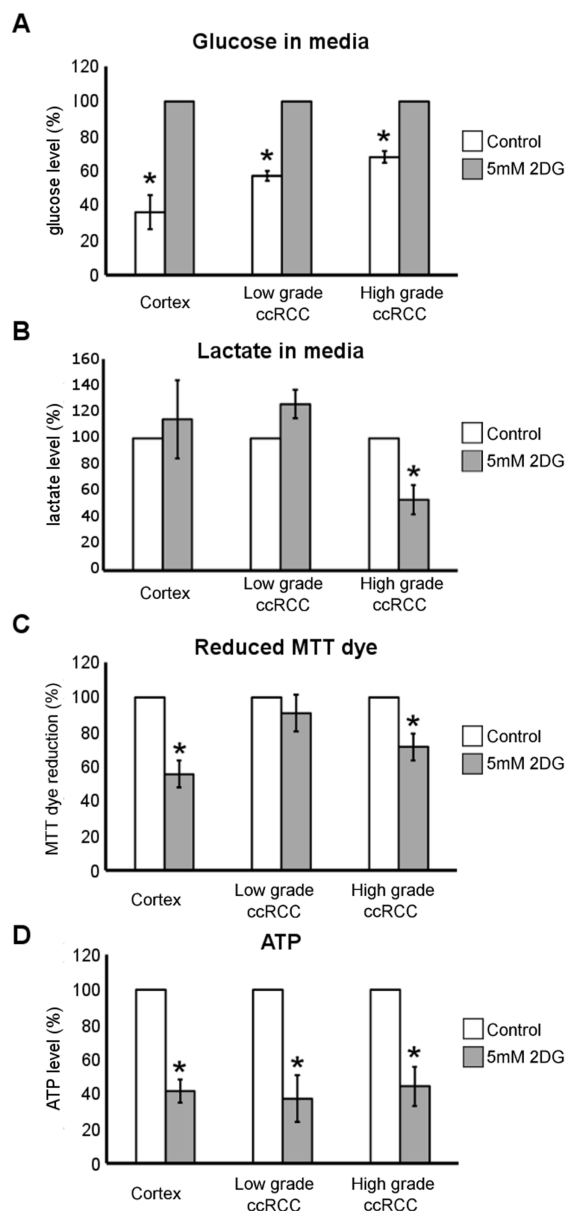 A
Glucose in media
glucose level (%)
120
100
80
60
40
20
0
*
*
*
Control
5mM 2DG
Cortex
Low grade
ccRCC
High grade
ccRCC
B
Lactate in media
lactate level (%)
160
140
120
100
80
60
40
20
0
*
Control
5mM 2DG
Cortex
Low grade
ccRCC
High grade
ccRCC
C
Reduced MTT dye
MTT dye reduction (%)
120
100
80
60
40
20
0
*
*
Control
5mM 2DG
Cortex
Low grade
ccRCC
High grade
ccRCC
D
ATP
ATP level (%)
120
100
80
60
40
20
0
*
*
*
Control
5mM 2DG
Cortex
Low grade
ccRCC
High grade
ccRCC